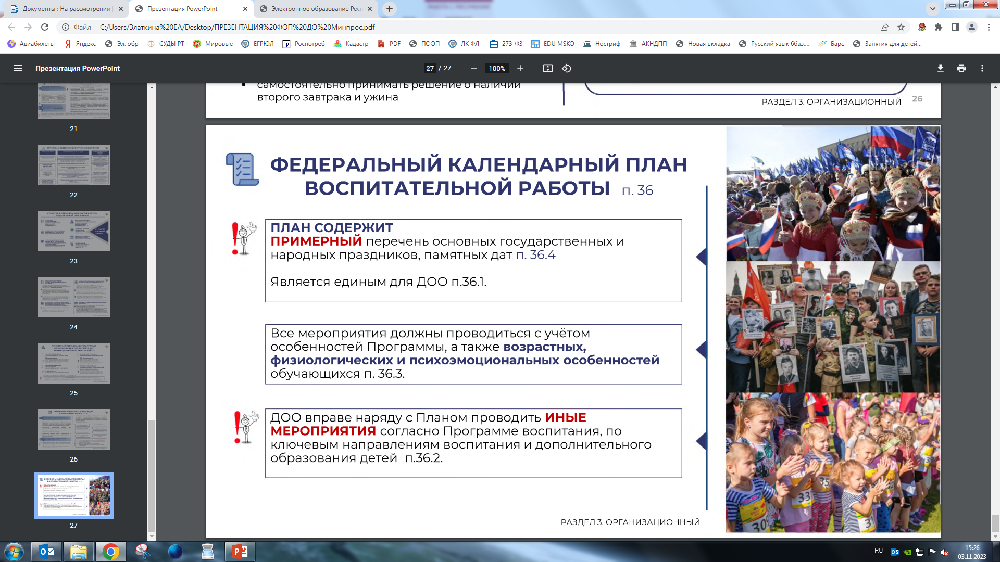 Документы : На рассмотрении
Презентация PowerPoint
Электронное образование Респ
Файл
C:/Users/Златкина%20ЕА/Desktop/ПРЕЗЕНТАЦИЯ%20ФОП%20ДО%20Минпрос.pdf
Авиабилеты
Яндекс
Эл. обр
СУДЫ РТ
Мировые
ЕГРЮЛ
Роспотреб
Кадастр
PDF
ПООП
ЛК ФЛ
273-ФЗ
EDU MSKO
Ностриф
АКНДПП
Новая вкладка
Русский язык ббаз....
Барс
Занятия для детей...
Презентация PowerPoint
27 / 27
100%
21
22
23
24
25
26
27
самостоятельно принимать решение о наличии
второго завтрака и ужина
РАЗДЕЛ 3. ОРГАНИЗАЦИОННЫЙ
26
ФЕДЕРАЛЬНЫЙ КАЛЕНДАРНЫЙ ПЛАН
ВОСПИТАТЕЛЬНОЙ РАБОТЫ п. 36
ПЛАН СОДЕРЖИТ
ПРИМЕРНЫЙ перечень основных государственных и
народных праздников, памятных дат п. 36.4
Является единым для ДОО п.36.1.
Все мероприятия должны проводиться с учётом
особенностей Программы, а также возрастных,
физиологических и психоэмоциональных особенностей
обучающихся п. 36.3.
ДОО вправе наряду с Планом проводить ИНЫЕ
МЕРОПРИЯТИЯ согласно Программе воспитания, по
ключевым направлениям воспитания и дополнительного
образования детей п.36.2.
РАЗДЕЛ 3. ОРГАНИЗАЦИОННЫЙ
RU
15:26
03.11.2023